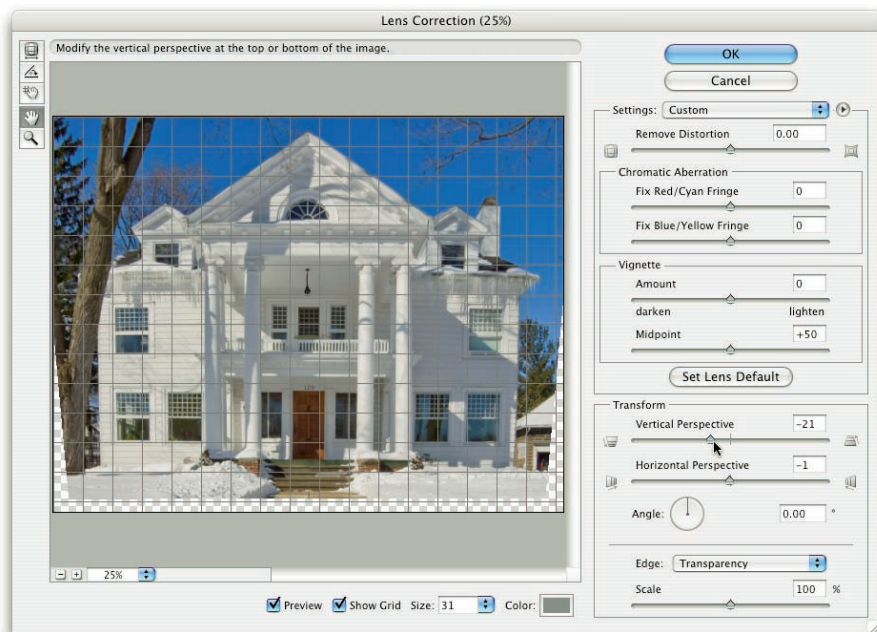 Lens Correction (25%)
Modify the vertical perspective at the top or bottom of the image.
OK
Cancel
Settings: Custom
Remove Distortion 0.00
Chromatic Aberration
Fix Red/Cyan Fringe 0
Fix Blue/Yellow Fringe 0
Vignette
Amount 0
darken lighten
Midpoint +50
Set Lens Default
Transform
Vertical Perspective -21
Horizontal Perspective -1
Angle: 0.00 °
Edge: Transparency
Scale 100 %
25%
Preview Show Grid Size: 31 Color: